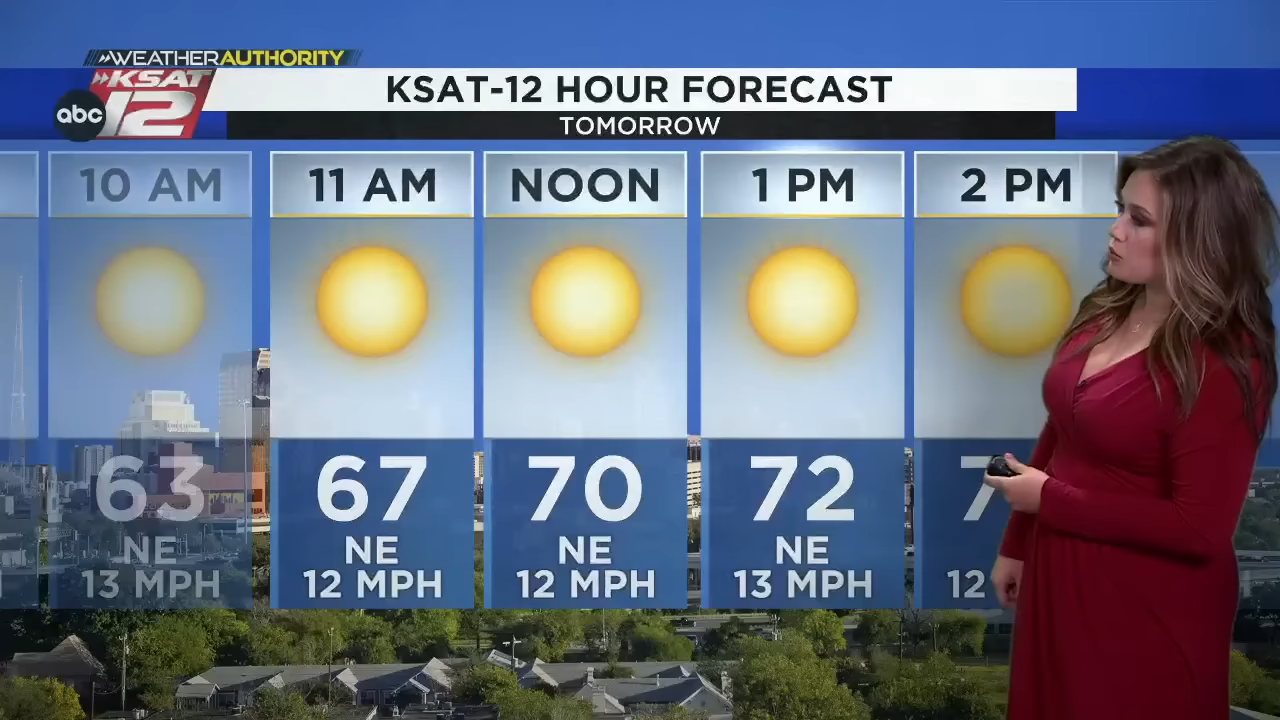 WEATHERAUTHORITY
KSAT
abc 12
KSAT-12 HOUR FORECAST
TOMORROW
10 AM
11 AM
NOON
1 PM
2 PM
63
67
70
72
NE
NE
NE
NE
13 MPH
12 MPH
12 MPH
13 MPH
12